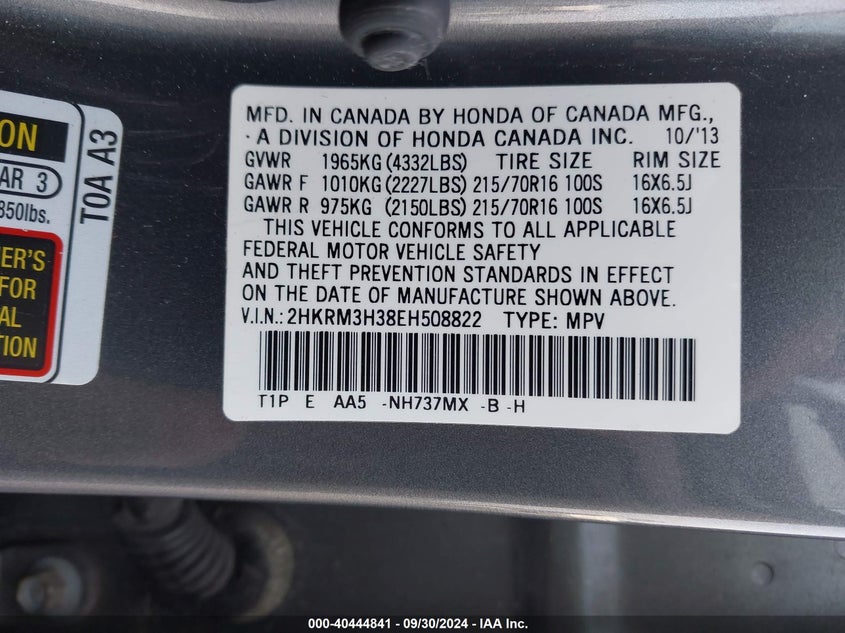 ON
AR 3
850lbs.
ER'S
FOR
AL
TION
T0A A3
MFD. IN CANADA BY HONDA OF CANADA MFG.,
A DIVISION OF HONDA CANADA INC. 10/'13
GVWR 1965KG (4332LBS) TIRE SIZE RIM SIZE
GAWR F 1010KG (2227LBS) 215/70R16 100S 16X6.5J
GAWR R 975KG (2150LBS) 215/70R16 100S 16X6.5J
THIS VEHICLE CONFORMS TO ALL APPLICABLE
FEDERAL MOTOR VEHICLE SAFETY
AND THEFT PREVENTION STANDARDS IN EFFECT
ON THE DATE OF MANUFACTURE SHOWN ABOVE.
V.I.N.: 2HKRM3H38EH508822 TYPE: MPV
T1P E AA5 -NH737MX -B -H
000-40444841 - 09/30/2024 - IAA Inc.